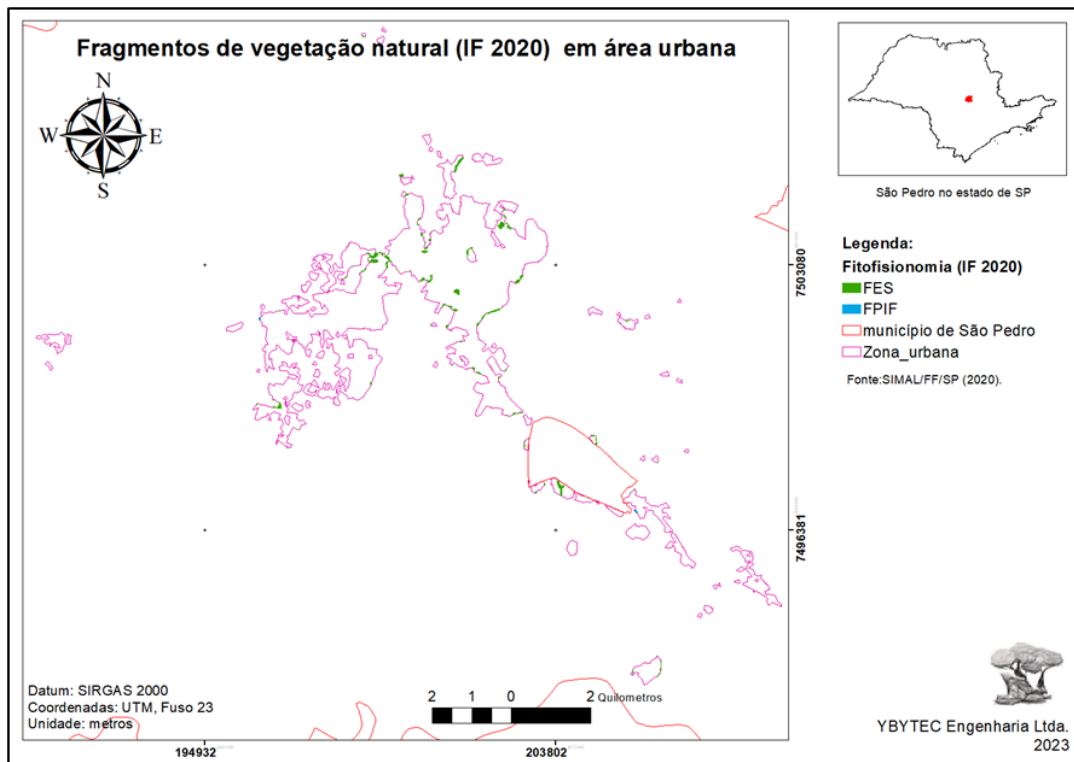 Fragmentos de vegetação natural (IF 2020)  em área urbana
N
W
E
S
São Pedro no estado de SP
Legenda:
Fitofisionomia (IF 2020)
FES
FPIF
município de São Pedro
Zona_urbana
Fonte:SIMAL/FF/SP (2020).
7503080
7496381
Datum: SIRGAS 2000
Coordenadas: UTM, Fuso 23
Unidade: metros
2 1 0 2 Quilometros
YBYTEC Engenharia Ltda.
2023
194932
203802